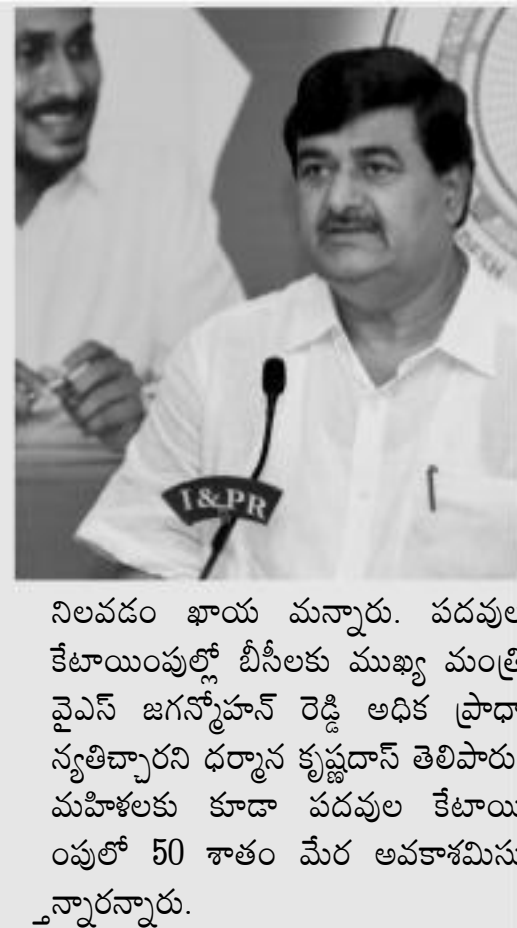 I&PR
నిలవడం ఖాయ మన్నారు. పదవుల
కేటాయింపుల్లో బీసీలకు ముఖ్య మంత్రి
వైఎస్ జగన్మోహన్ రెడ్డి అధిక ప్రాధా
న్యతిచ్చారని ధర్మాన కృష్ణదాస్ తెలిపారు
మహిళలకు కూడా పదవుల కేటాయి
ంపులో 50 శాతం మేర అవకాశమిసు
్తన్నారన్నారు.